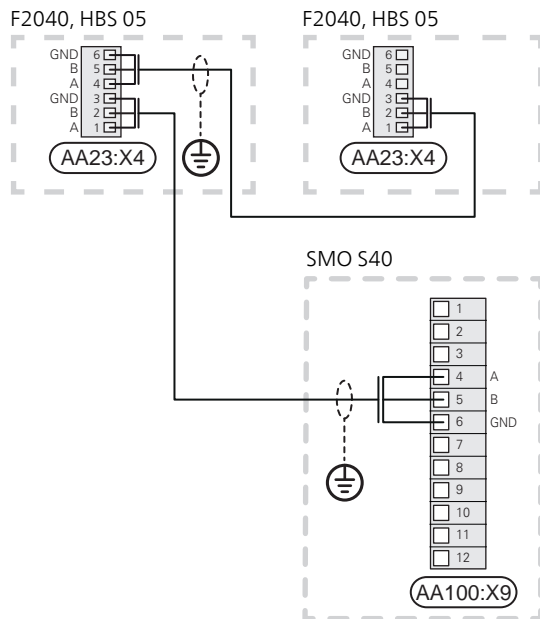 F2040, HBS 05
GND 6
B 5
A 4
GND 3
B 2
A 1
AA23:X4
F2040, HBS 05
GND 6
B 5
A 4
GND 3
B 2
A 1
AA23:X4
SMO S40
1
2
3
4 A
5 B
6 GND
7
8
9
10
11
12
AA100:X9